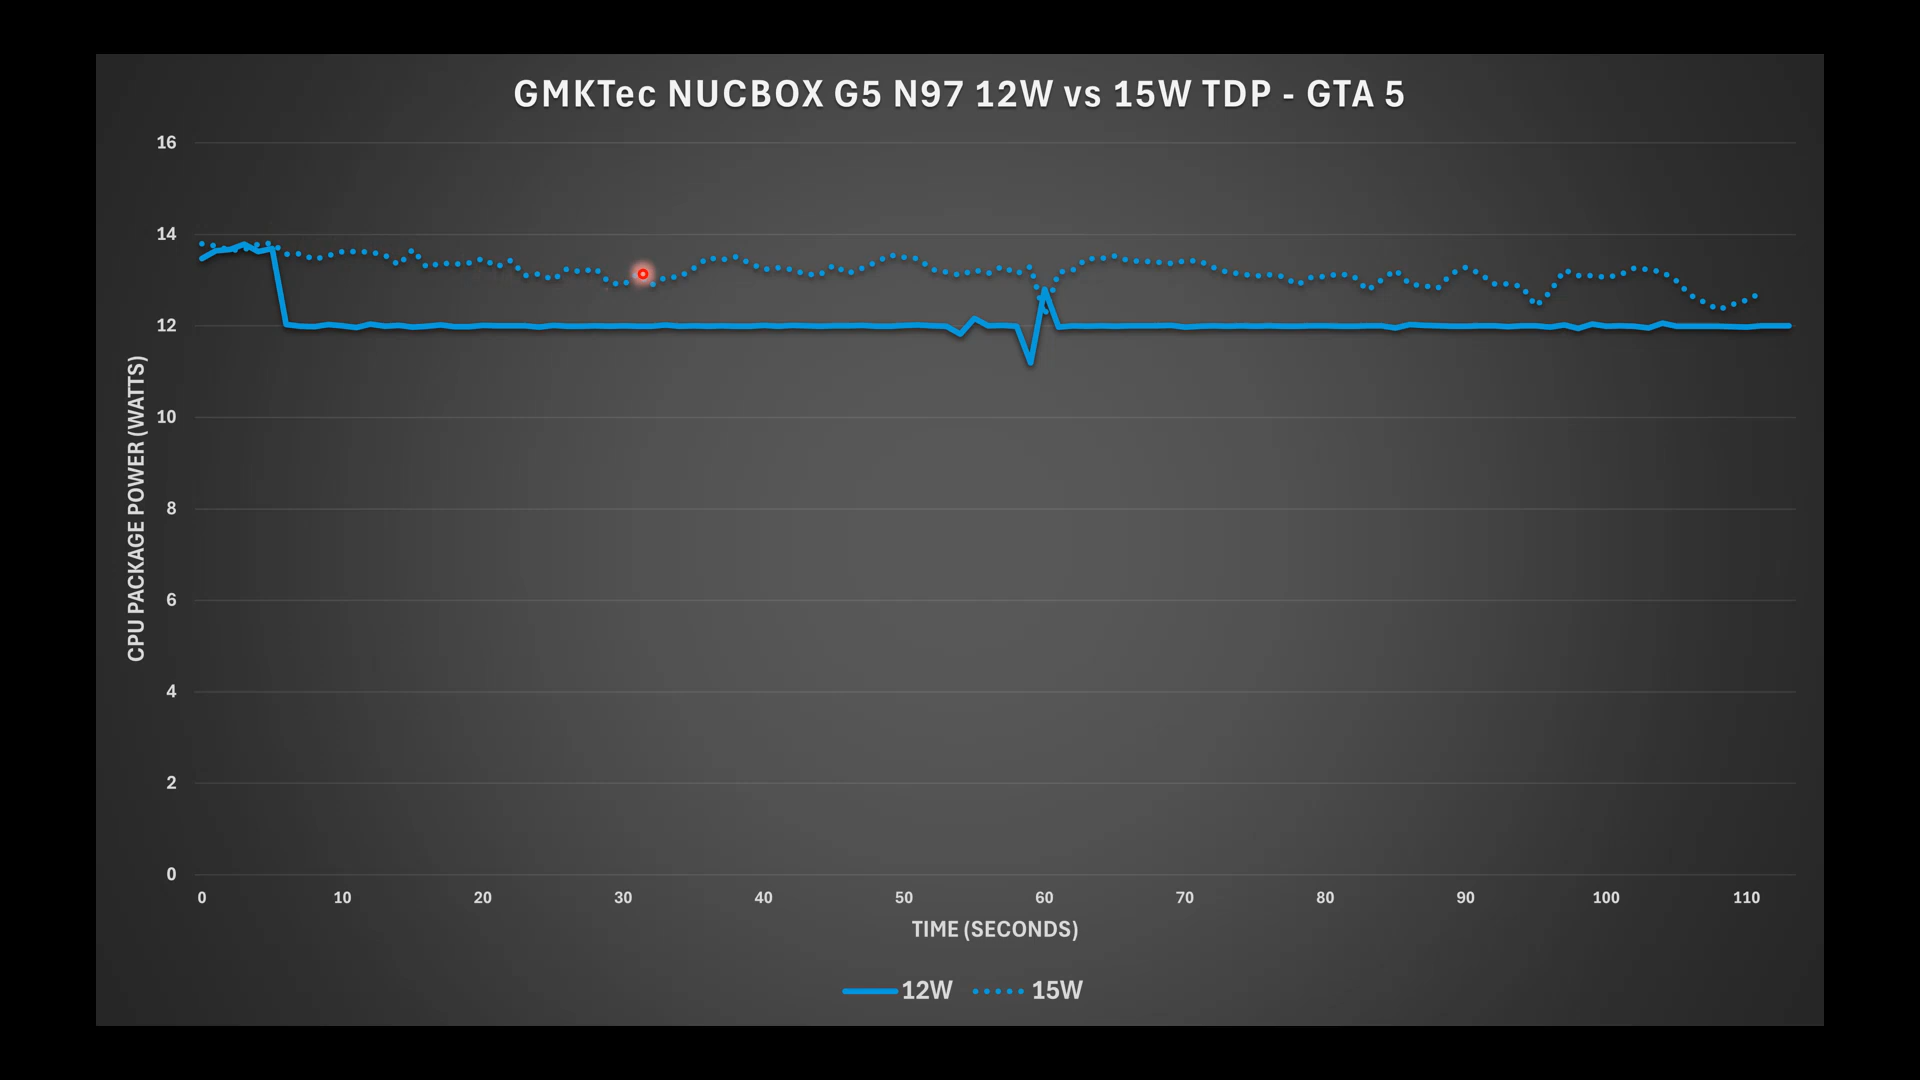 GMKTec NUCBOX G5 N97 12W vs 15W TDP - GTA 5
16
14
12
10
8
6
4
2
0
CPU PACKAGE POWER (WATTS)
0 10 20 30 40 50 60 70 80 90 100 110
TIME (SECONDS)
12W 15W